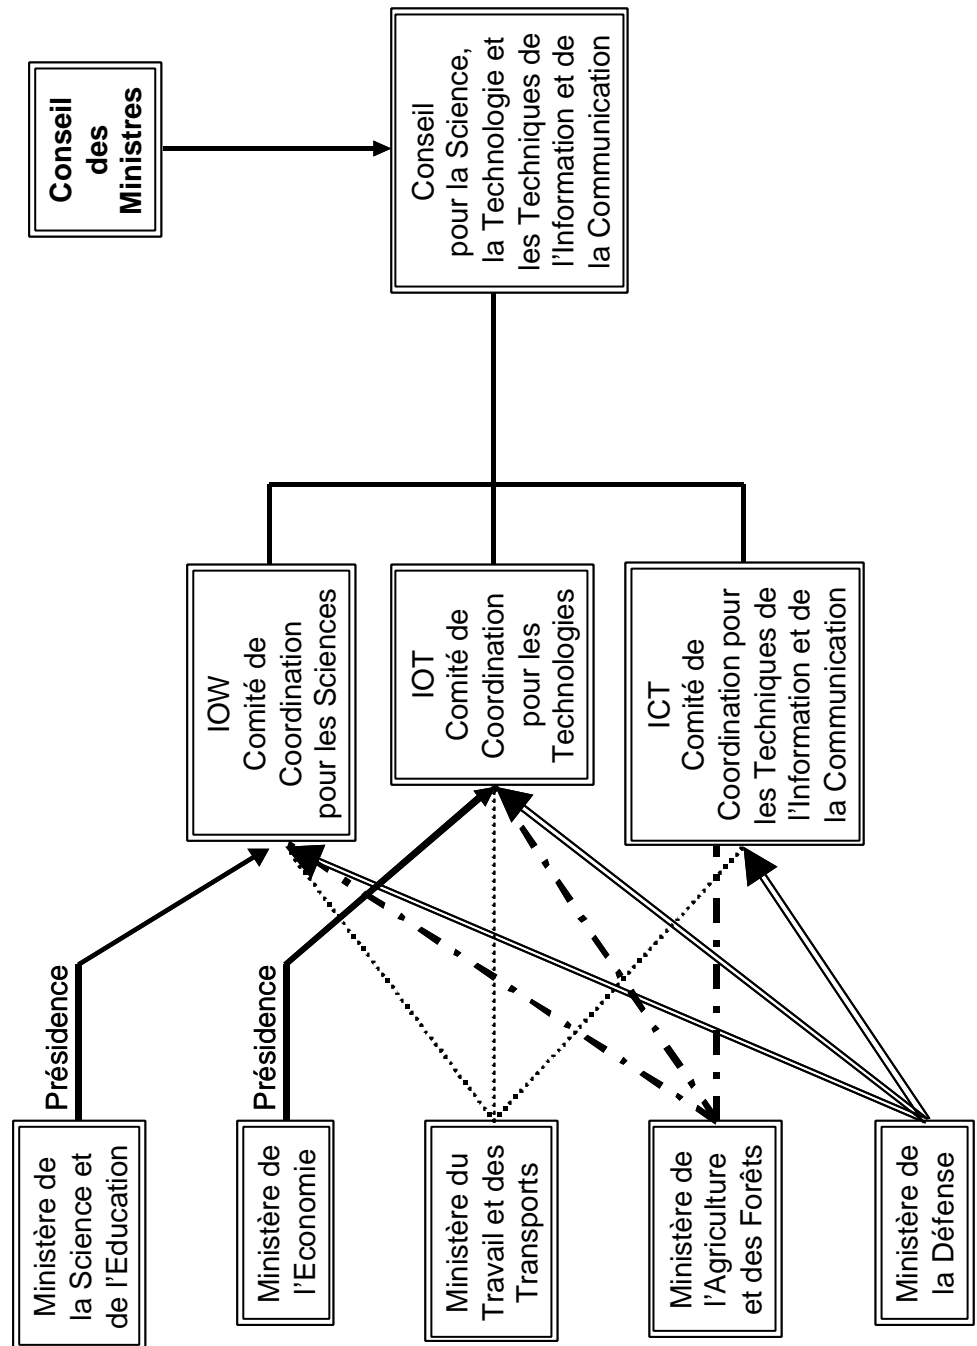 Conseil
des
Ministres
Conseil
pour la Science,
la Technologie et
les Techniques de
l'Information et de
la Communication
IOW
Comité de
Coordination
pour les Sciences
IOT
Comité de
Coordination
pour les
Technologies
ICT
Comité de
Coordination pour
les Techniques de
l'Information et de
la Communication
Présidence
Présidence
Ministère de
la Science et
de l'Education
Ministère de
l'Economie
Ministère du
Travail et des
Transports
Ministère de
l'Agriculture
et des Forêts
Ministère de
la Défense